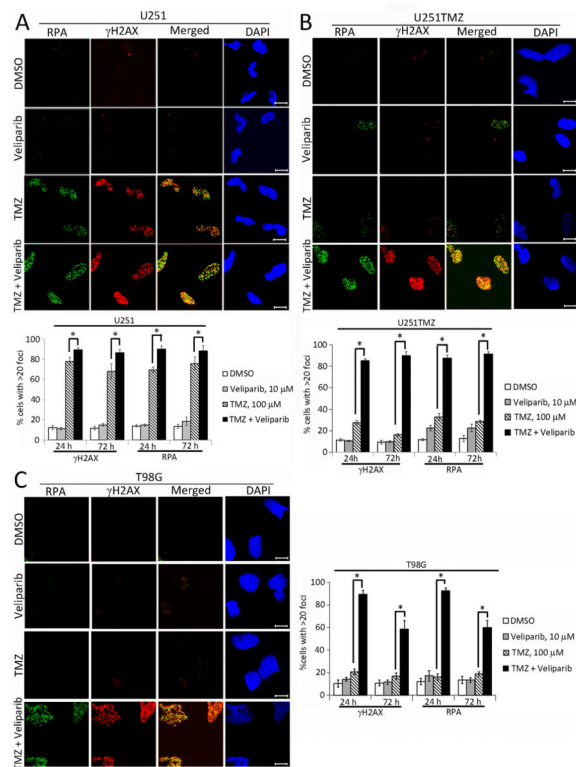 A
U251
RPA γH2AX Merged DAPI
DMSO
Veliparib
TMZ
TMZ + Veliparib
U251
% cells with >20 foci
100
80
60
40
20
0
* * * *
24 h 72 h 24 h 72 h
γH2AX RPA
DMSO
Veliparib, 10 μM
TMZ, 100 μM
TMZ + Veliparib
B
U251TMZ
RPA γH2AX Merged DAPI
DMSO
Veliparib
TMZ
TMZ + Veliparib
U251TMZ
% cells with >20 foci
100
80
60
40
20
0
* * * *
24h 72h 24h 72h
γH2AX RPA
DMSO
Veliparib, 10 μM
TMZ, 100 μM
TMZ + Veliparib
C
T98G
RPA γH2AX Merged DAPI
DMSO
Veliparib
TMZ
TMZ + Veliparib
T98G
%cells with >20 foci
100
80
60
40
20
0
* * * *
24 h 72 h 24 h 72 h
γH2AX RPA
DMSO
Veliparib, 10 μM
TMZ, 100 μM
TMZ + Veliparib